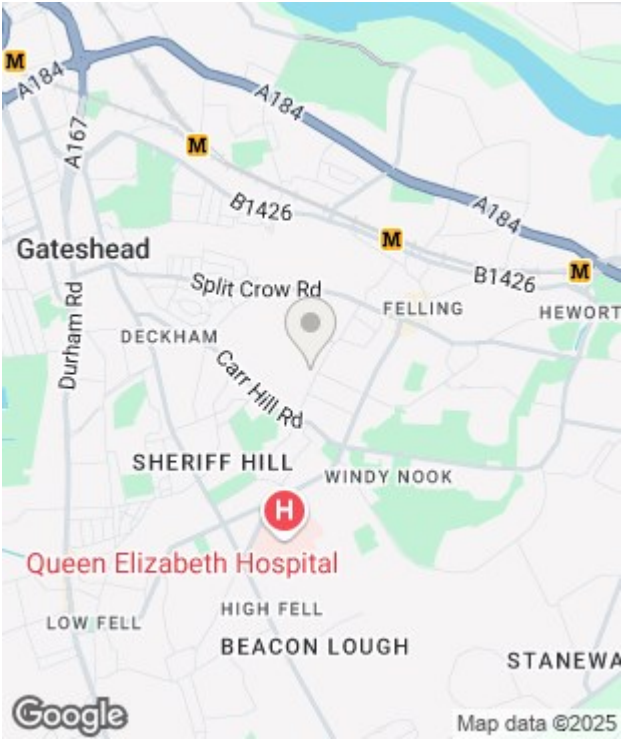 M
A184
A167
M
A184
B1426
M
A184
B1426
M
Gateshead
Split Crow Rd
FELLING
HEWORT
Durham Rd
DECKHAM
Carr Hill Rd
SHERIFF HILL
WINDY NOOK
H
Queen Elizabeth Hospital
HIGH FELL
LOW FELL
BEACON LOUGH
STANEWA
Google
Map data ©2025